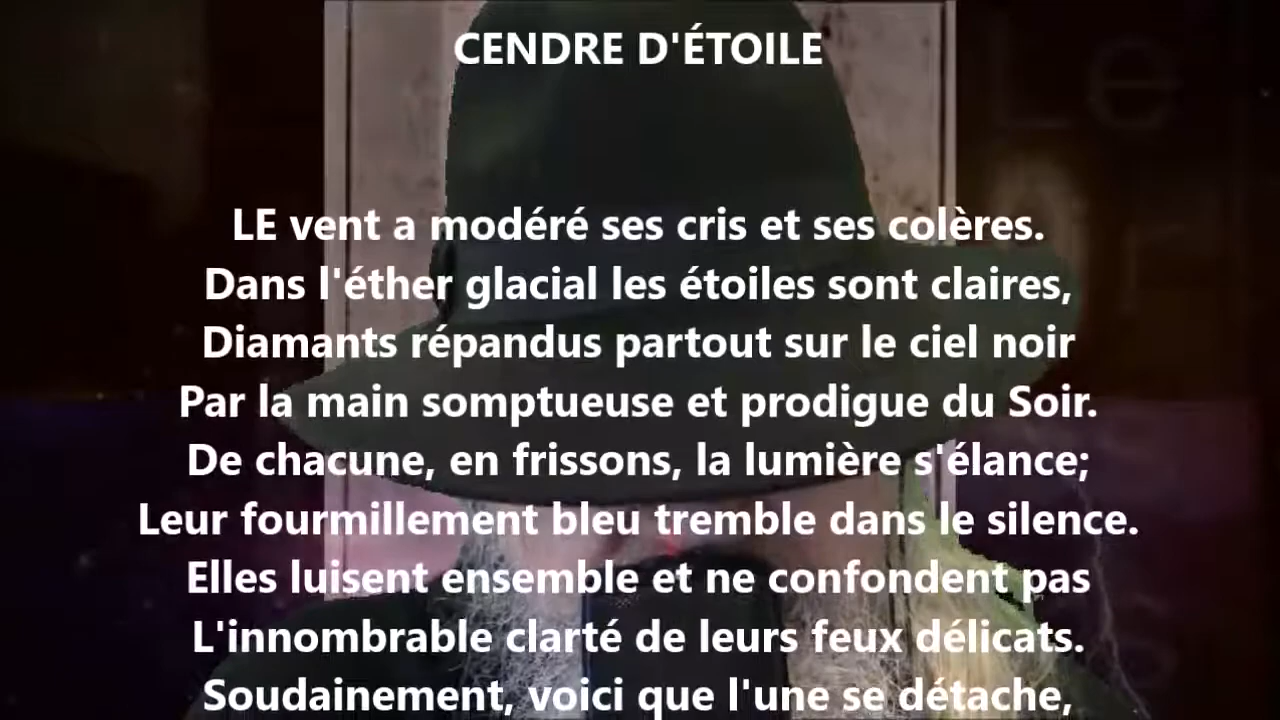 CENDRE D'ÉTOILE
LE vent a modéré ses cris et ses colères.
Dans l'éther glacial les étoiles sont claires,
Diamants répandus partout sur le ciel noir
Par la main somptueuse et prodigue du Soir.
De chacune, en frissons, la lumière s'élance;
Leur fourmillement bleu tremble dans le silence.
Elles luisent ensemble et ne confondent pas
L'innombrable clarté de leurs feux délicats.
Soudainement, voici que l'une se détache,
Le